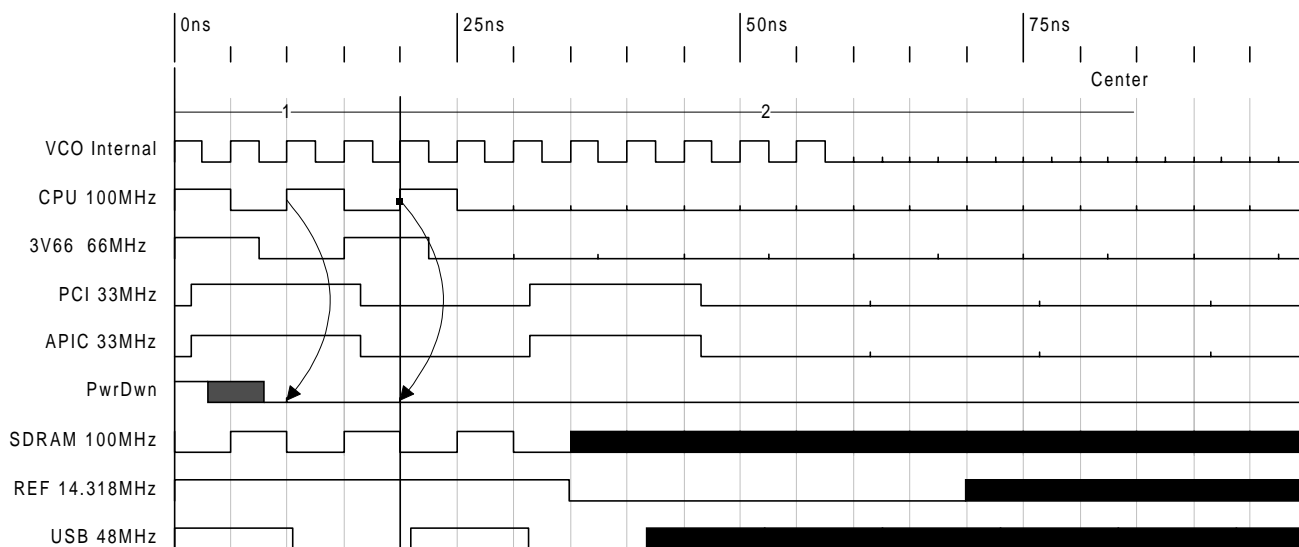 0ns 25ns 50ns 75ns
Center
1 2
VCO Internal
CPU 100MHz
3V66 66MHz
PCI 33MHz
APIC 33MHz
PwrDwn
SDRAM 100MHz
REF 14.318MHz
USB 48MHz